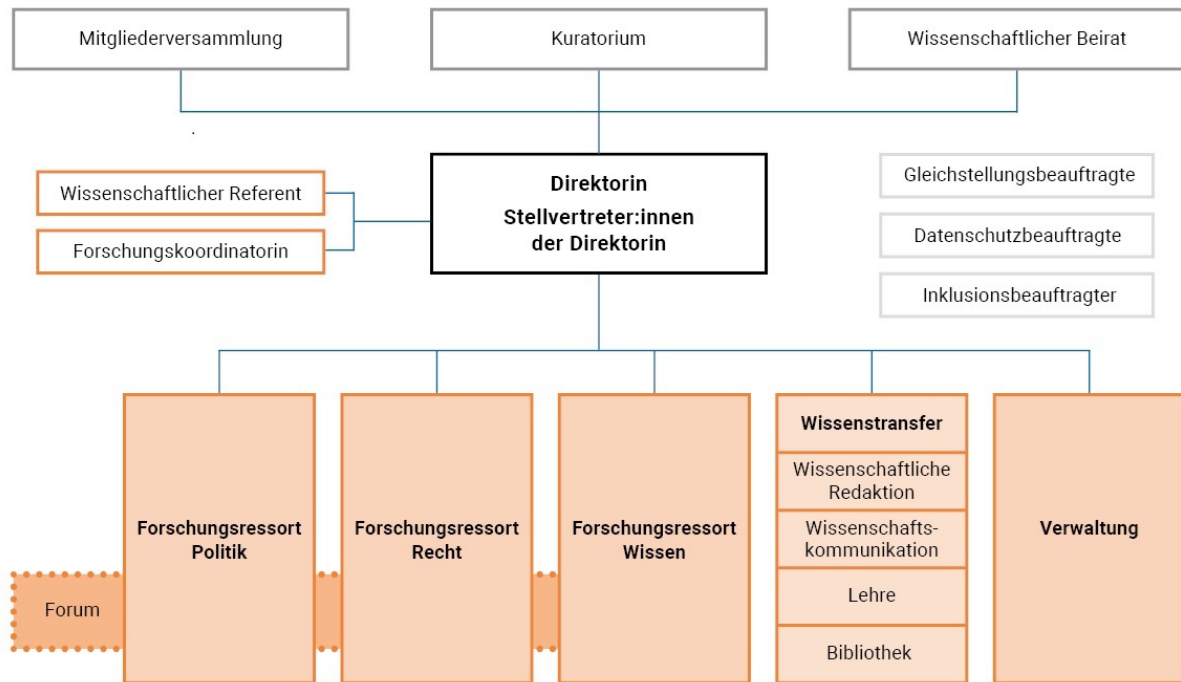 Mitgliederversammlung
Kuratorium
Wissenschaftlicher Beirat
Wissenschaftlicher Referent
Forschungskoordinatorin
Direktorin
Stellvertreter:innen
der Direktorin
Gleichstellungsbeauftragte
Datenschutzbeauftragte
Inklusionsbeauftragter
Forschungsressort
Politik
Forschungsressort
Recht
Forschungsressort
Wissen
Wissenstransfer
Wissenschaftliche
Redaktion
Wissenschafts-
kommunikation
Lehre
Bibliothek
Verwaltung
Forum